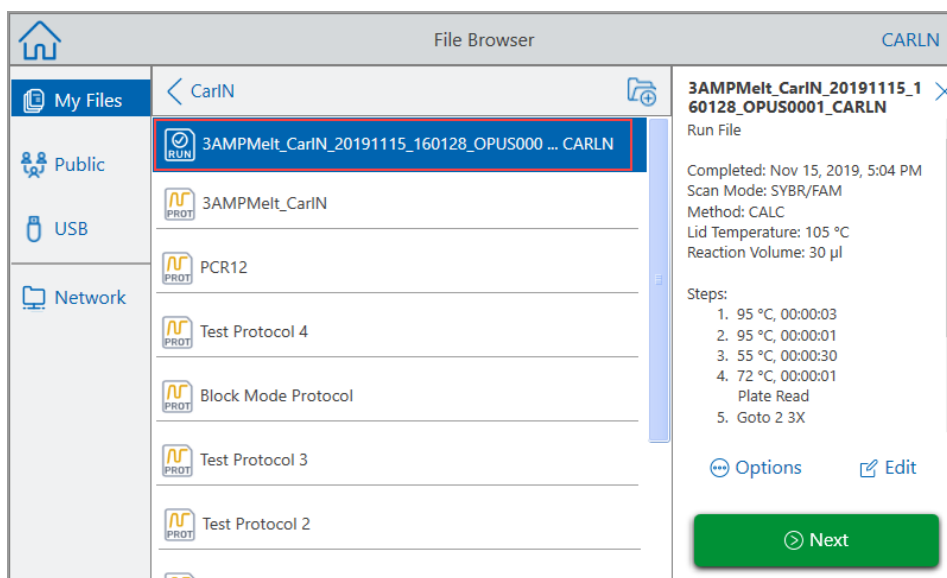 File Browser
CARLN
My Files
Public
USB
Network
CarIN
RUN
3AMPMelt_CarIN_20191115_160128_OPUS000 ... CARLN
PROT
3AMPMelt_CarIN
PROT
PCR12
PROT
Test Protocol 4
PROT
Block Mode Protocol
PROT
Test Protocol 3
PROT
Test Protocol 2
3AMPMelt_CarIN_20191115_1
60128_OPUS0001_CARLN
Run File
Completed: Nov 15, 2019, 5:04 PM
Scan Mode: SYBR/FAM
Method: CALC
Lid Temperature: 105 °C
Reaction Volume: 30 µl
Steps:
1. 95 °C, 00:00:03
2. 95 °C, 00:00:01
3. 55 °C, 00:00:30
4. 72 °C, 00:00:01
Plate Read
5. Goto 2 3X
Options
Edit
Next